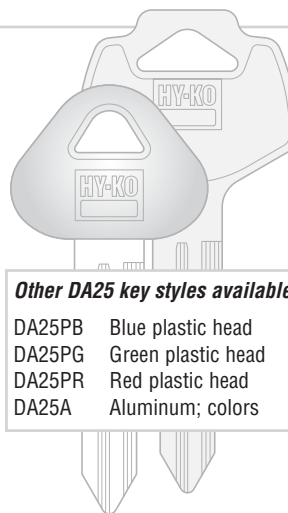 HY-KO
HY-KO
Other DA25 key styles available
DA25PB Blue plastic head
DA25PG Green plastic head
DA25PR Red plastic head
DA25A Aluminum; colors